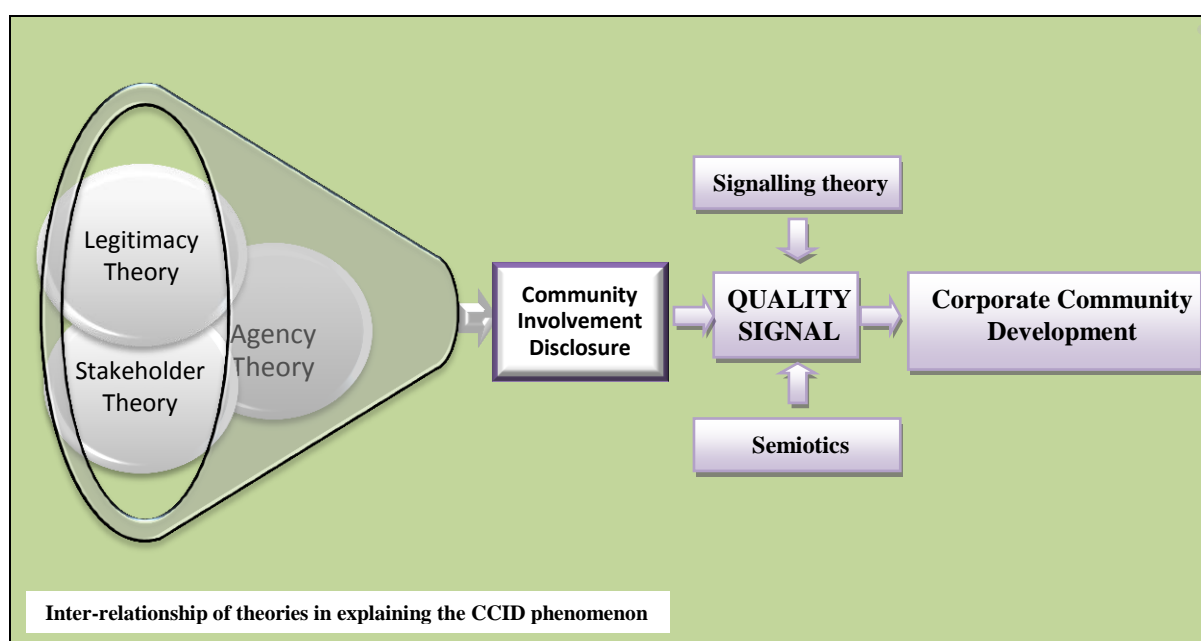 Legitimacy
Theory
Stakeholder
Theory
Agency
Theory
Community
Involvement
Disclosure
Signalling theory
QUALITY
SIGNAL
Semiotics
Corporate Community
Development
Inter-relationship of theories in explaining the CCID phenomenon